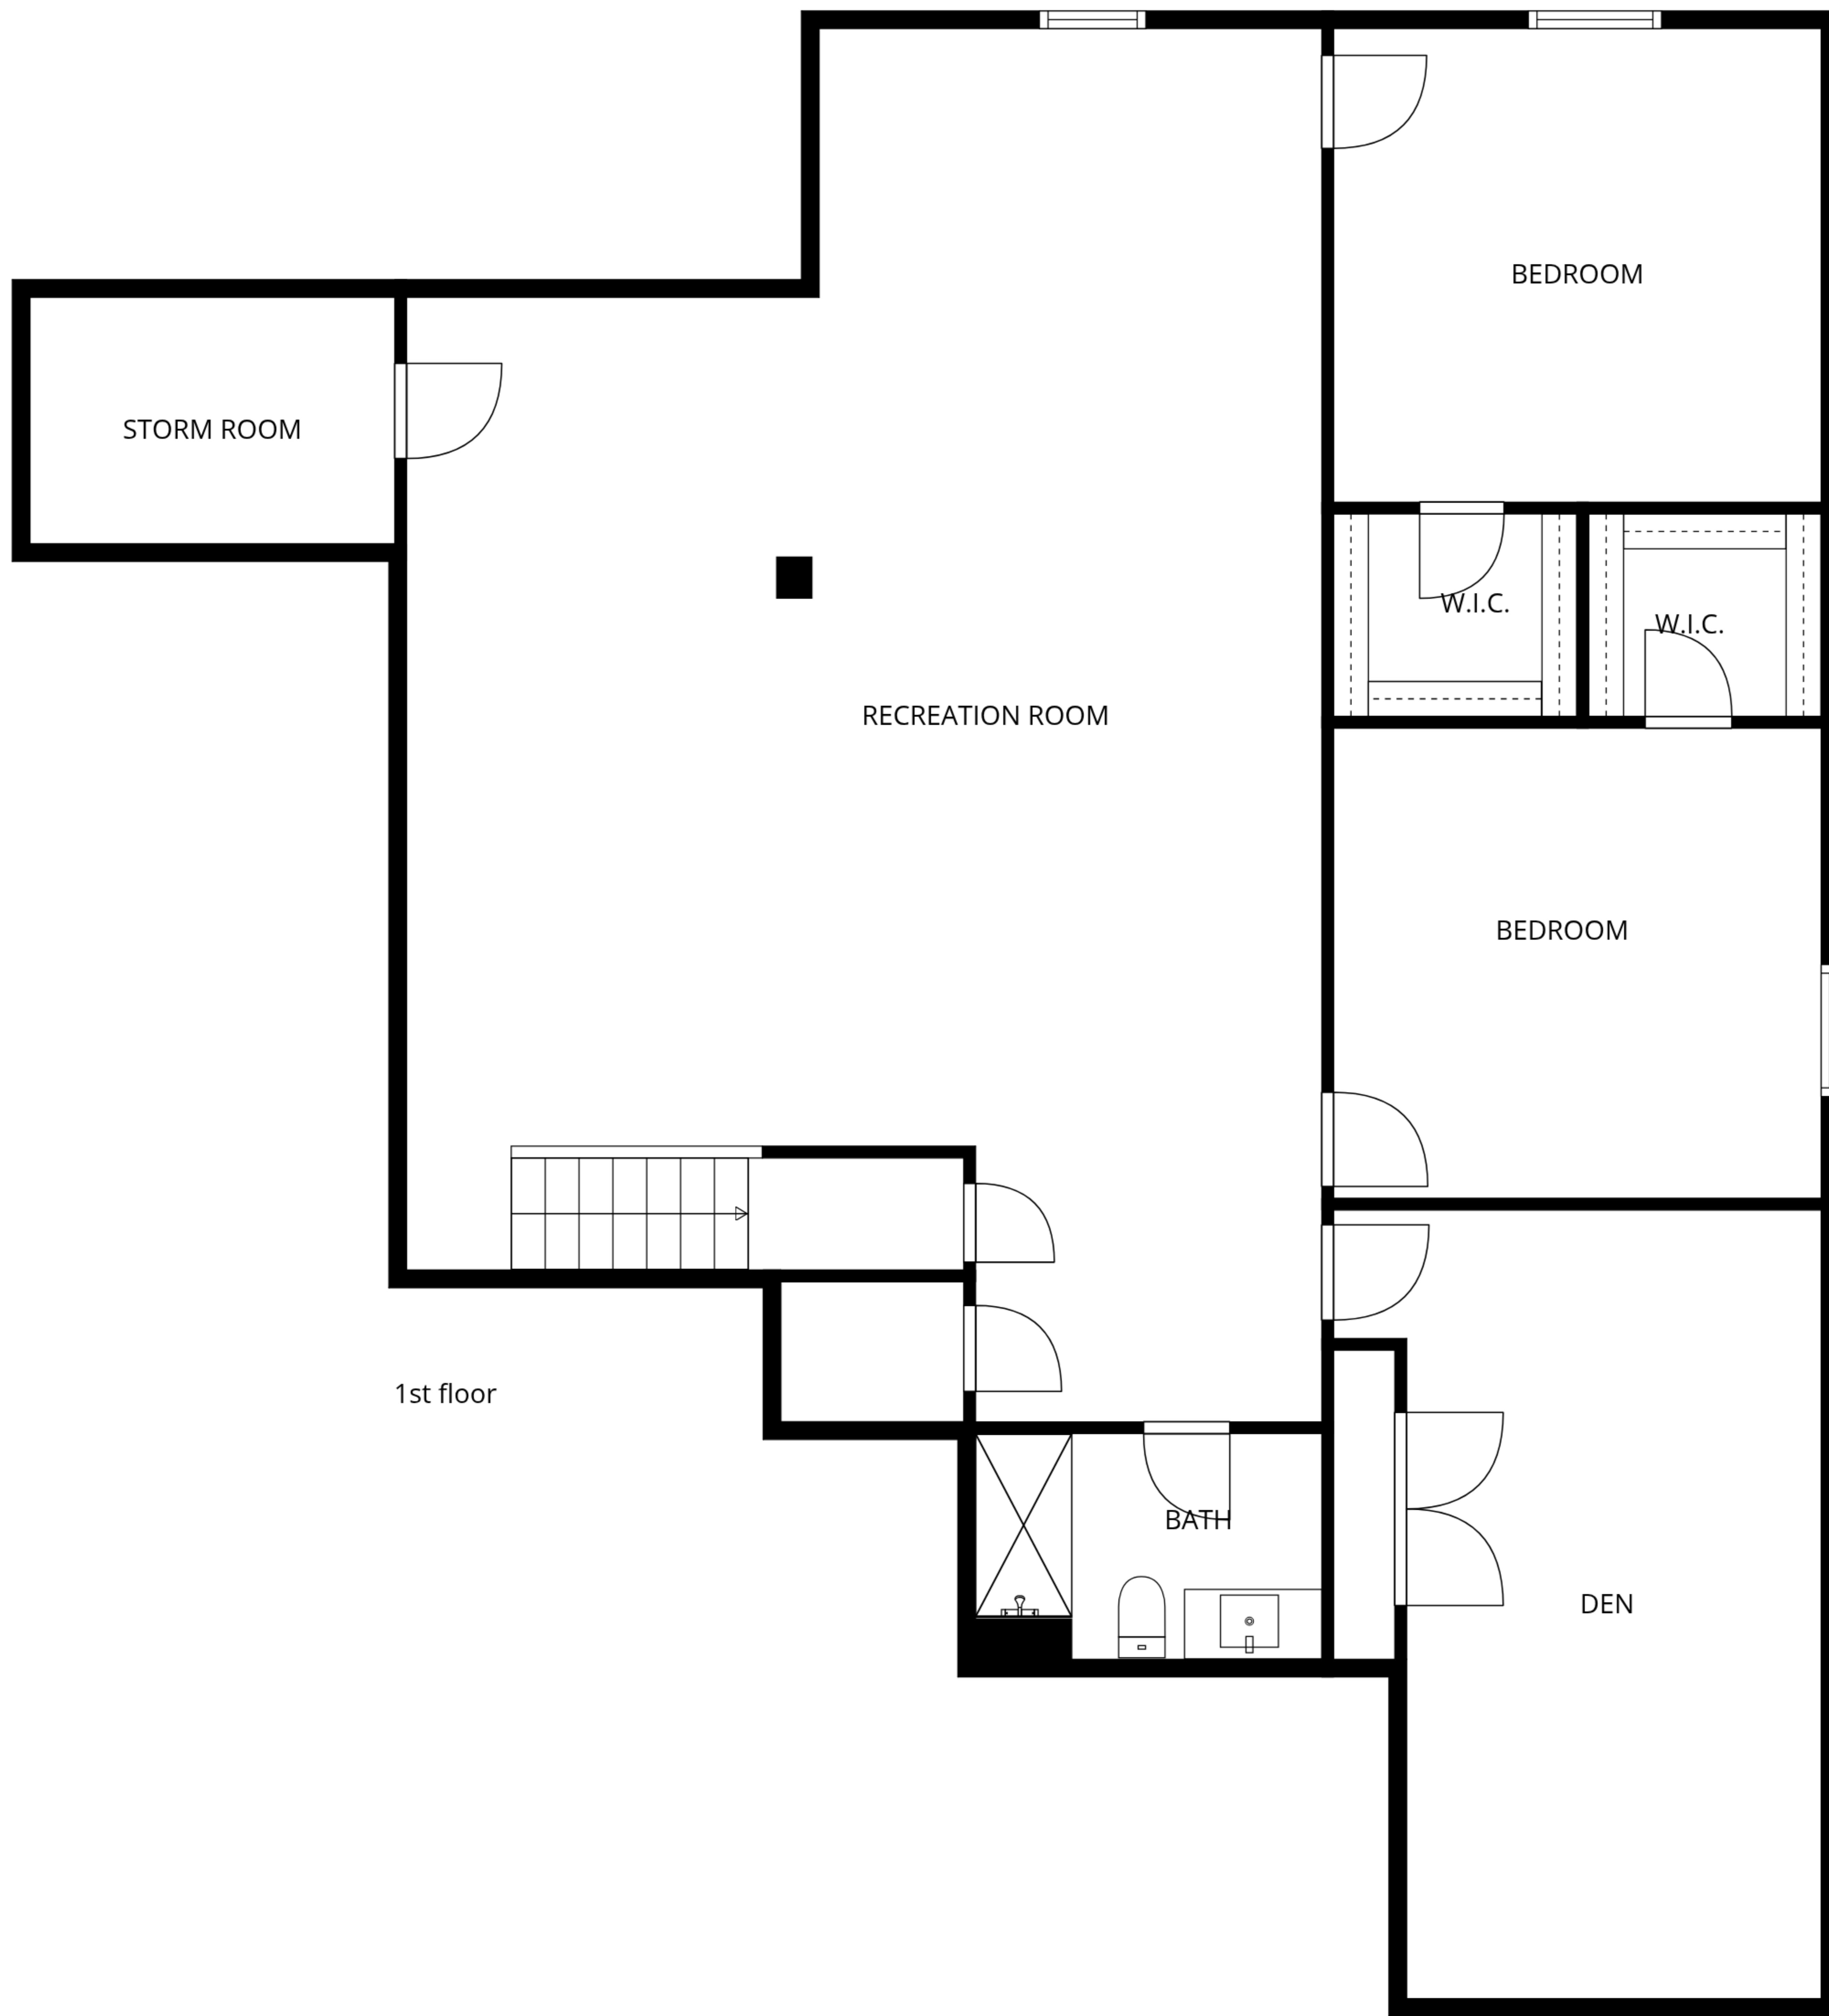 BEDROOM
STORM ROOM
W.I.C.
W.I.C.
RECREATION ROOM
BEDROOM
1st floor
BATH
DEN